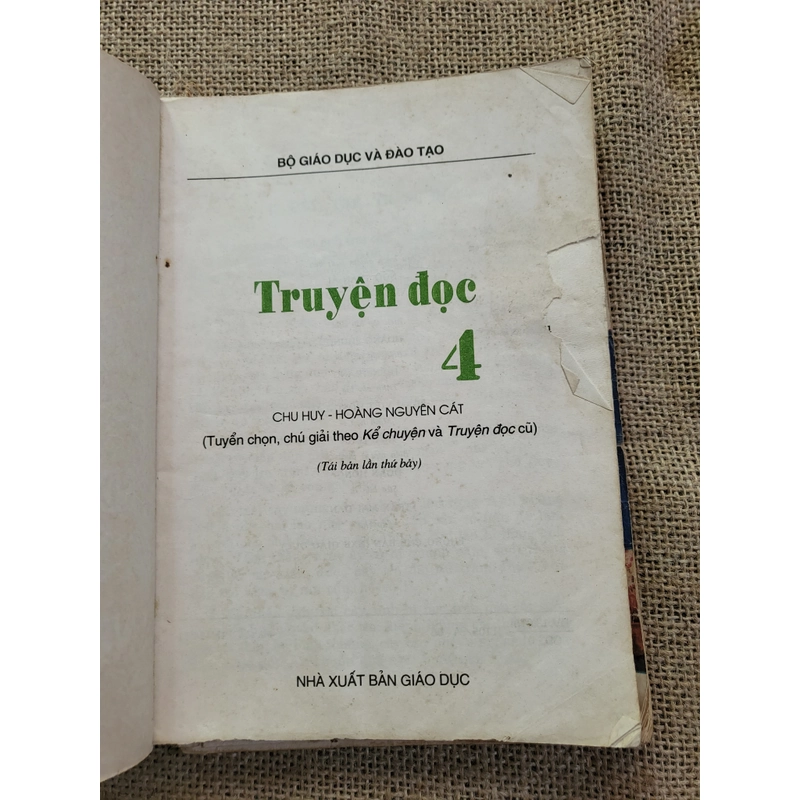 BỘ GIÁO DỤC VÀ ĐÀO TẠO
Truyện đọc
4
CHU HUY - HOÀNG NGUYÊN CÁT
(Tuyển chọn, chú giải theo Kể chuyện và Truyện đọc cũ)
(Tái bản lần thứ bảy)
NHÀ XUẤT BẢN GIÁO DỤC